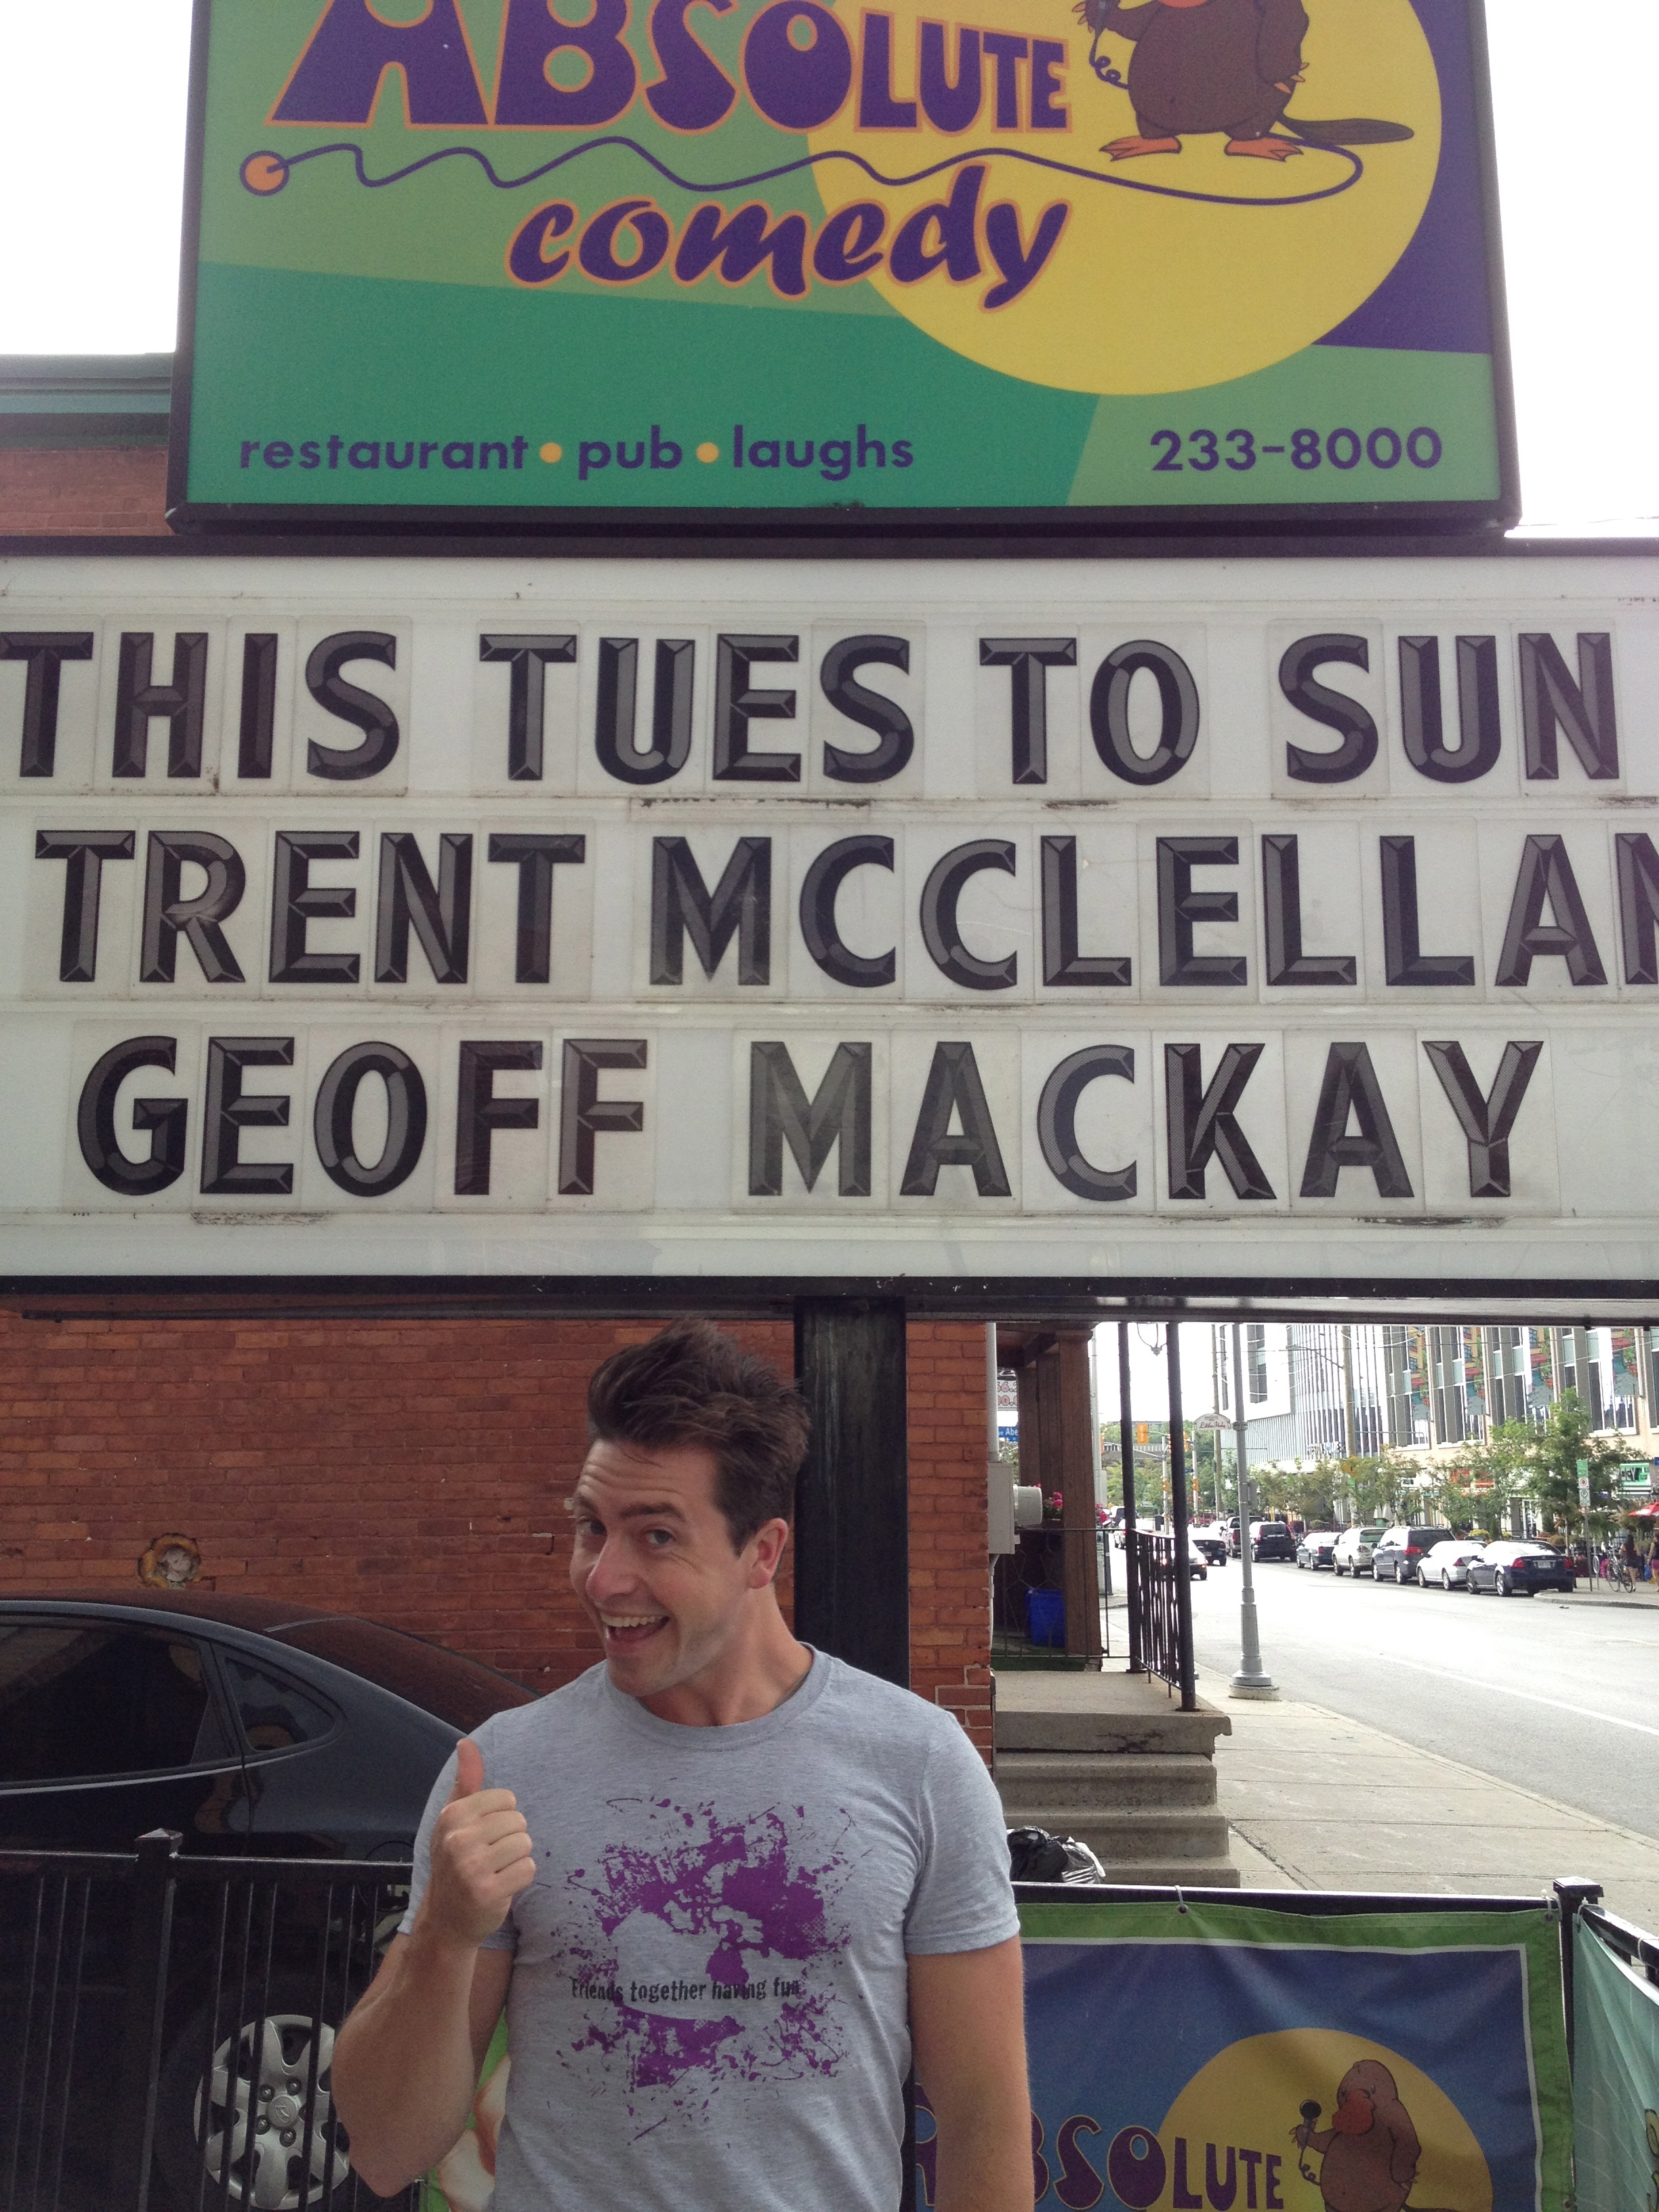 ABSOLUTE
comedy
restaurant • pub • laughs 233-8000
THIS TUES TO SUN
TRENT MCCLELLAN
GEOFF MACKAY
Friends together having fun
ABSOLUTE